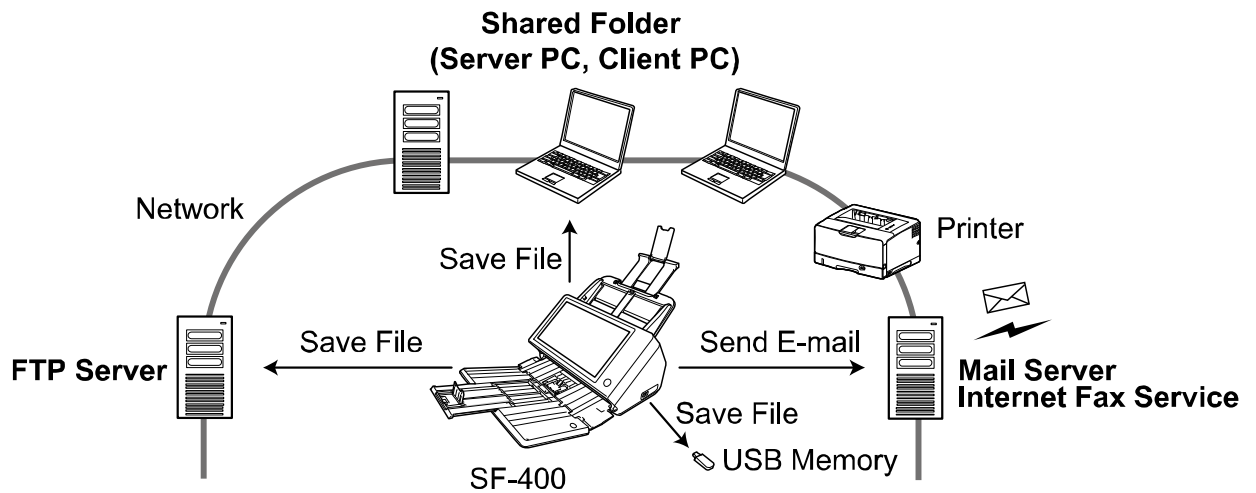 Shared Folder
(Server PC, Client PC)
Network
Printer
Save File
Save File
Send E-mail
FTP Server
Mail Server
Internet Fax Service
Save File
USB Memory
SF-400